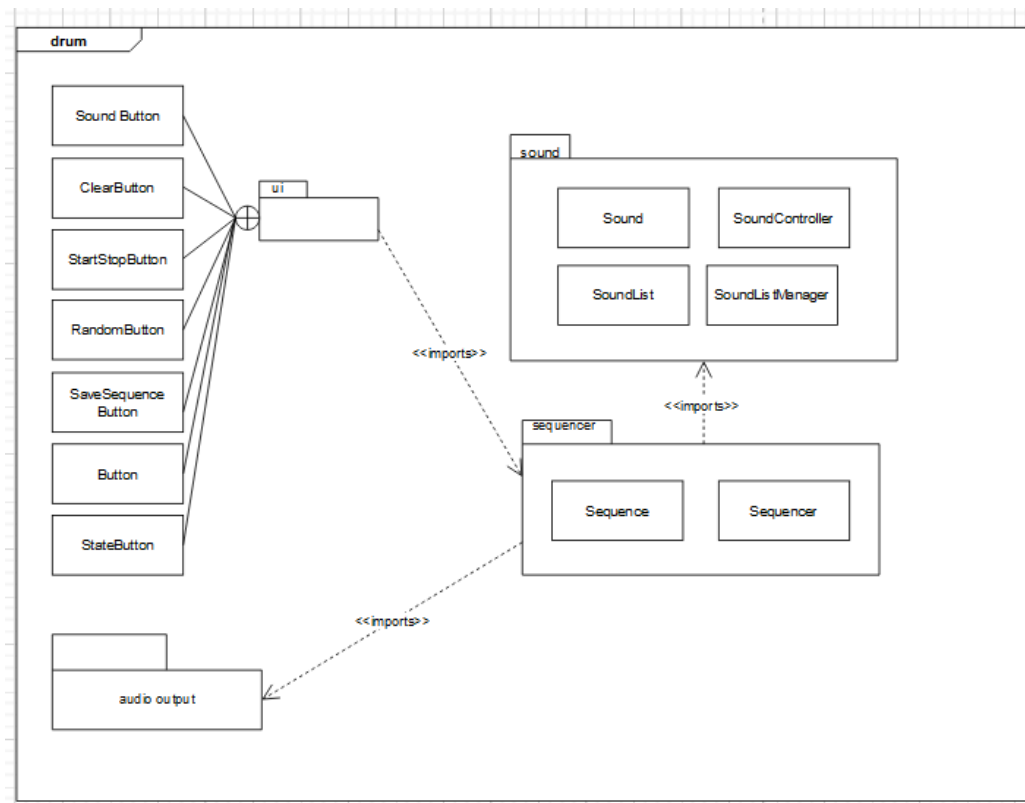 drum
Sound Button
ClearButton
StartStopButton
RandomButton
SaveSequence
Button
Button
StateButton
ui
sound
Sound
SoundController
SoundList
SoundListManager
<<imports>>
<<imports>>
sequencer
Sequence
Sequencer
<<imports>>
audio output